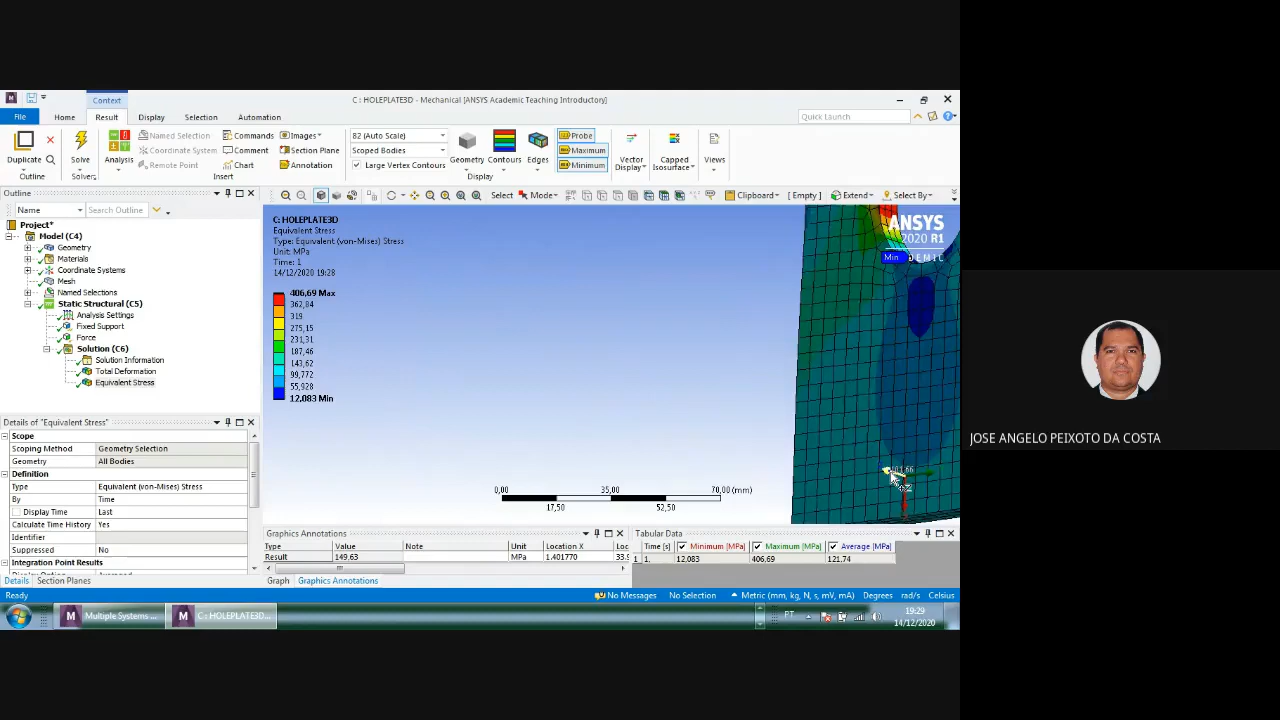 Context
C : HOLEPLATE3D - Mechanical [ANSYS Academic Teaching Introductory]
File Home Result Display Selection Automation
Quick Launch
Duplicate
Outline
Solve
Solvers
Analysis
Named Selection
Coordinate System
Remote Point
Commands
Comment
Chart
Images
Section Plane
Annotation
Insert
82 (Auto Scale)
Scoped Bodies
Large Vertex Contours
Geometry
Contours
Edges
Display
Probe
Maximum
Minimum
Vector
Display
Capped
Isosurface
Views
Outline
Name Search Outline
Select Mode Clipboard [ Empty ] Extend Select By
Project*
Model (C4)
Geometry
Materials
Coordinate Systems
Mesh
Named Selections
Static Structural (C5)
Analysis Settings
Fixed Support
Force
Solution (C6)
Solution Information
Total Deformation
Equivalent Stress
C: HOLEPLATE3D
Equivalent Stress
Type: Equivalent (von-Mises) Stress
Unit: MPa
Time: 1
14/12/2020 19:28
406,69 Max
362,84
319
275,15
231,31
187,46
143,62
99,772
55,928
12,083 Min
ANSYS
2020 R1
Min
DEMIC
0,00 35,00 70,00 (mm)
17,50 52,50
Details of "Equivalent Stress"
Scope
Scoping Method Geometry Selection
Geometry All Bodies
Definition
Type Equivalent (von-Mises) Stress
By Time
Display Time Last
Calculate Time History Yes
Identifier
Suppressed No
Integration Point Results
Details Section Planes
Graphics Annotations
Type Value Note Unit Location X
Result 149,63 MPa 1.401770
Graph Graphics Annotations
Tabular Data
Time [s] Minimum [MPa] Maximum [MPa] Average [MPa]
1 1. 12,083 406,69 121,74
Ready No Messages No Selection Metric (mm, kg, N, s, mV, mA) Degrees rad/s Celsius
Multiple Systems ...
C : HOLEPLATE3D...
PT
19:29
14/12/2020
JOSE ANGELO PEIXOTO DA COSTA